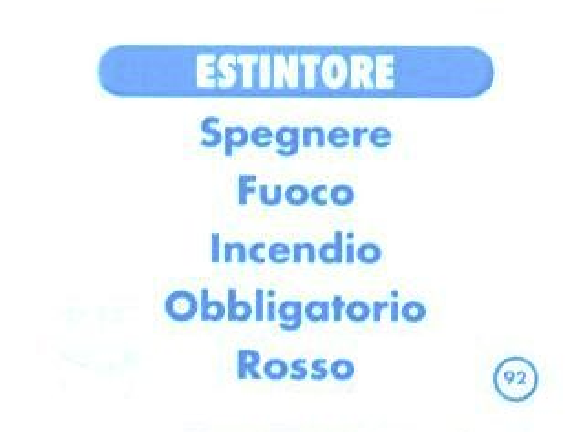 ESTINTORE
Spegnere
Fuoco
Incendio
Obbligatorio
Rosso
92